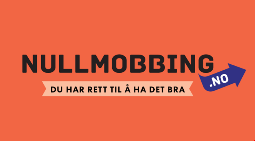 NULLMOBBING
.NO
DU HAR RETT TIL Å HA DET BRA